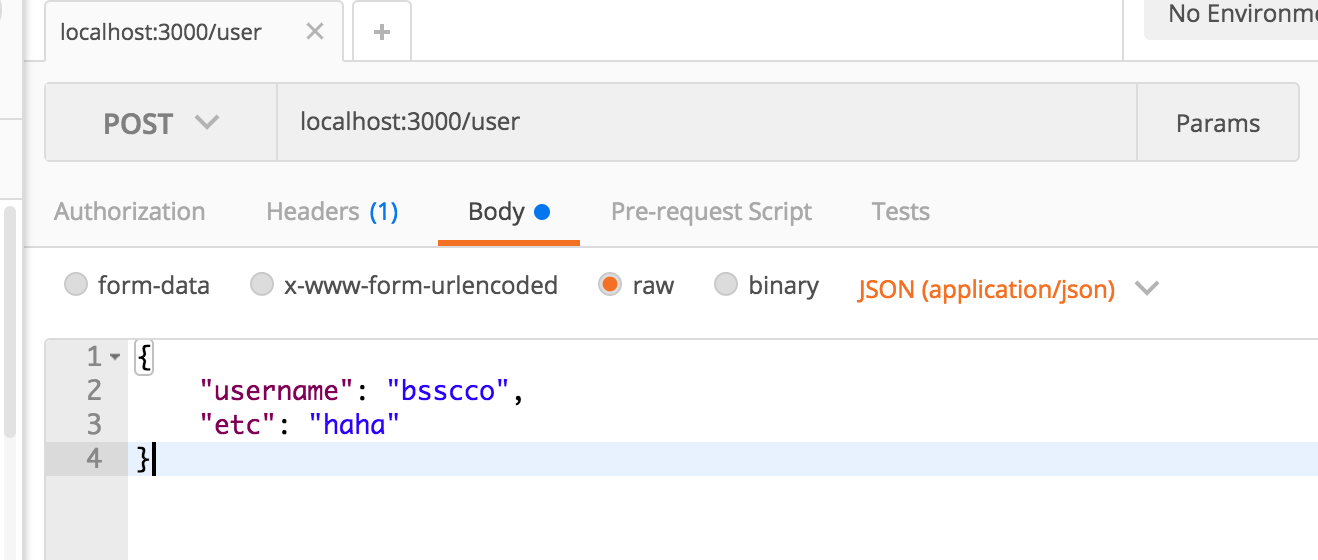 localhost:3000/user
No Environme
POST localhost:3000/user Params
Authorization Headers (1) Body Pre-request Script Tests
form-data x-www-form-urlencoded raw binary JSON (application/json)
1 {
2 "username": "bsscco",
3 "etc": "haha"
4 }